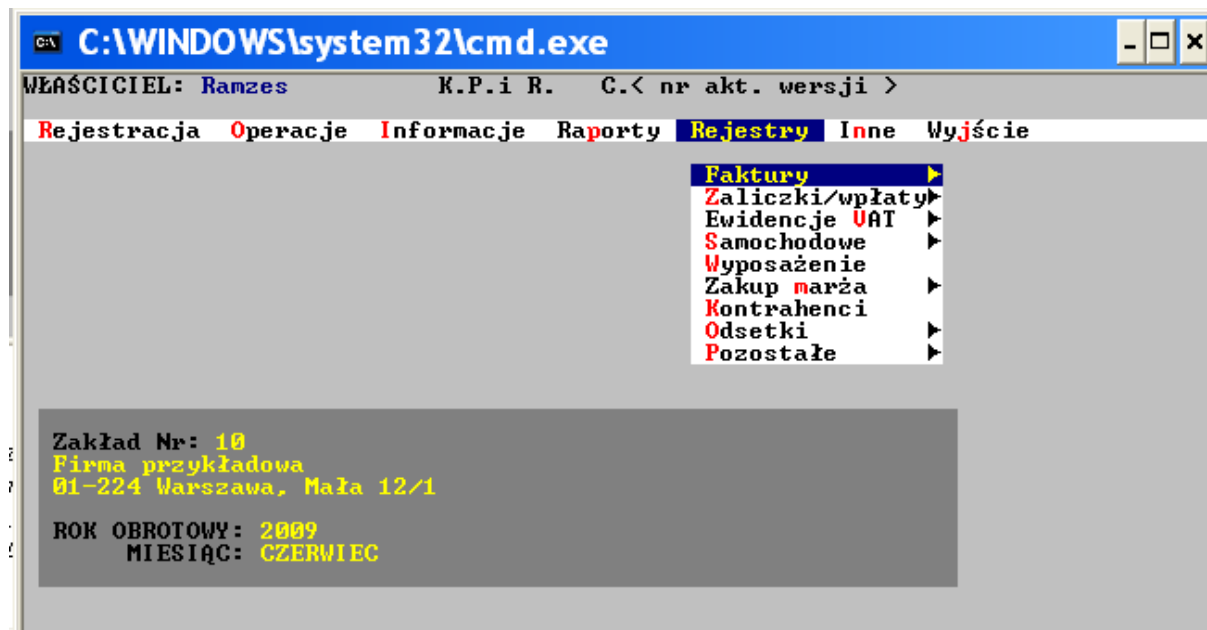 C:\WINDOWS\system32\cmd.exe
WŁAŚCICIEL: Ramzes K.P.i R. C.< nr akt. wersji >
Rejestracja Operacje Informacje Raporty Rejestry Inne Wyjście
Faktury
Zaliczki/wpłaty
Ewidencje VAT
Samochodowe
Wyposażenie
Zakup marża
Kontrahenci
Odsetki
Pozostałe
Zakład Nr: 10
Firma przykładowa
01-224 Warszawa, Mała 12/1
ROK OBROTOWY: 2009
MIESIĄC: CZERWIEC